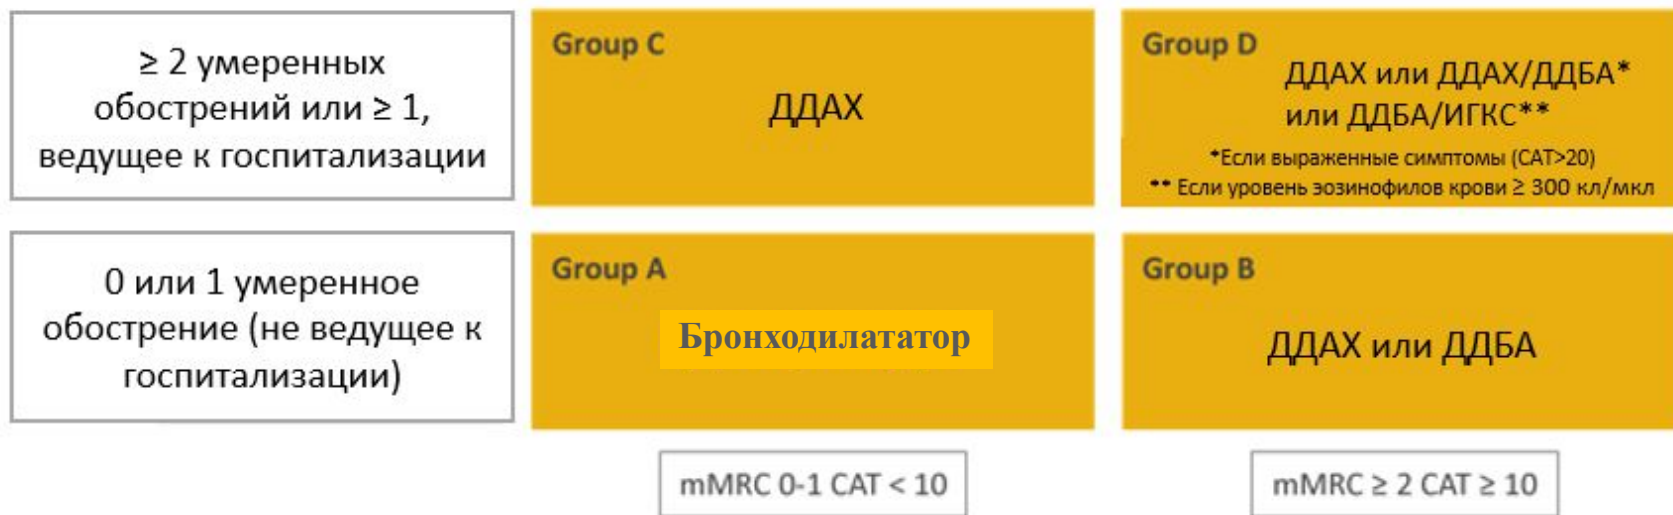 ≥ 2 умеренных
обострений или ≥ 1,
ведущее к госпитализации
Group C
ДДАХ
Group D
ДДАХ или ДДАХ/ДДБА*
или ДДБА/ИГКС**
*Если выраженные симптомы (CAT>20)
** Если уровень эозинофилов крови ≥ 300 кл/мкл
0 или 1 умеренное
обострение (не ведущее к
госпитализации)
Group A
Бронходилататор
Group B
ДДАХ или ДДБА
mMRC 0-1 CAT < 10
mMRC ≥ 2 CAT ≥ 10